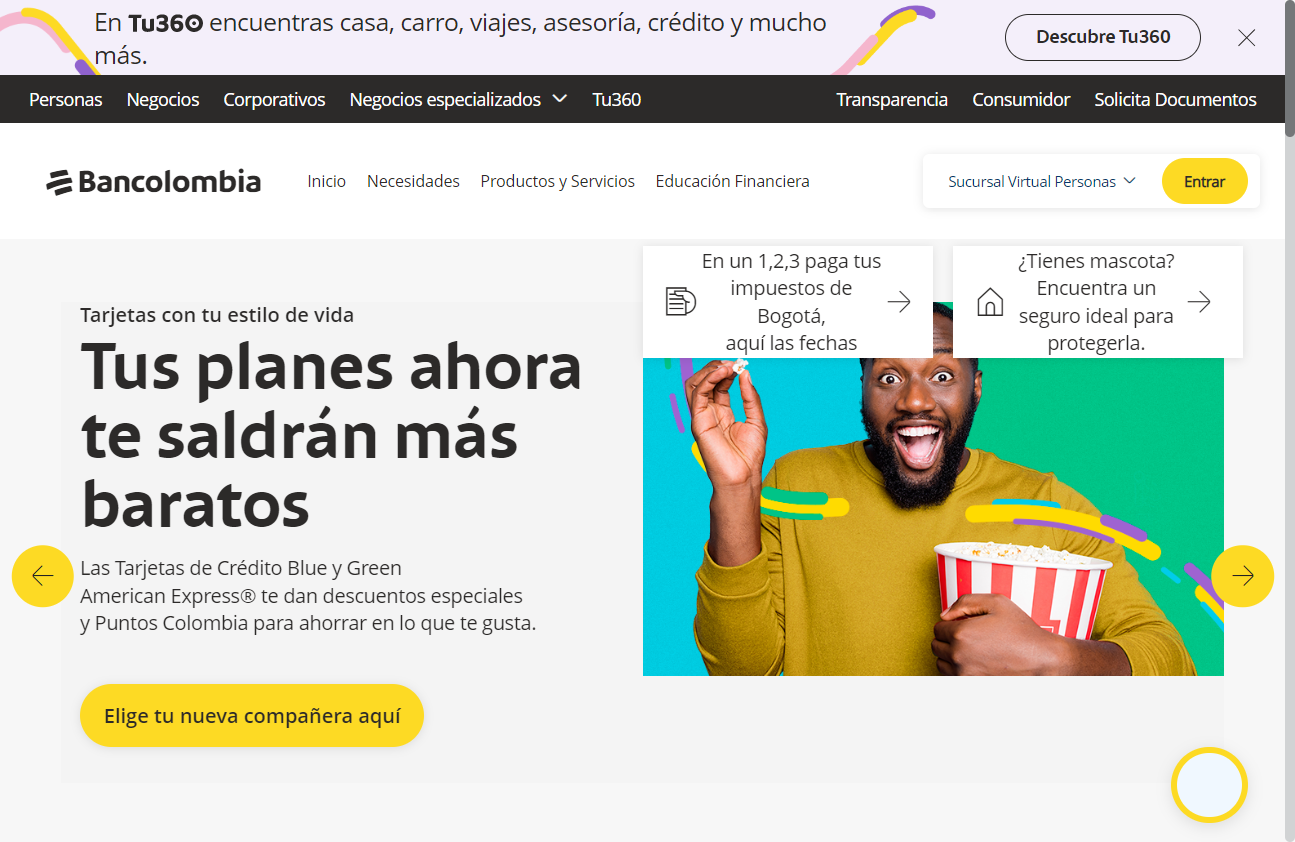 En Tu360 encuentras casa, carro, viajes, asesoría, crédito y mucho
más.
Descubre Tu360
Personas Negocios Corporativos Negocios especializados Tu360 Transparencia Consumidor Solicita Documentos
Bancolombia Inicio Necesidades Productos y Servicios Educación Financiera Sucursal Virtual Personas Entrar
En un 1,2,3 paga tus
impuestos de
Bogotá,
aquí las fechas
¿Tienes mascota?
Encuentra un
seguro ideal para
protegerla.
Tarjetas con tu estilo de vida
Tus planes ahora
te saldrán más
baratos
Las Tarjetas de Crédito Blue y Green
American Express® te dan descuentos especiales
y Puntos Colombia para ahorrar en lo que te gusta.
Elige tu nueva compañera aquí